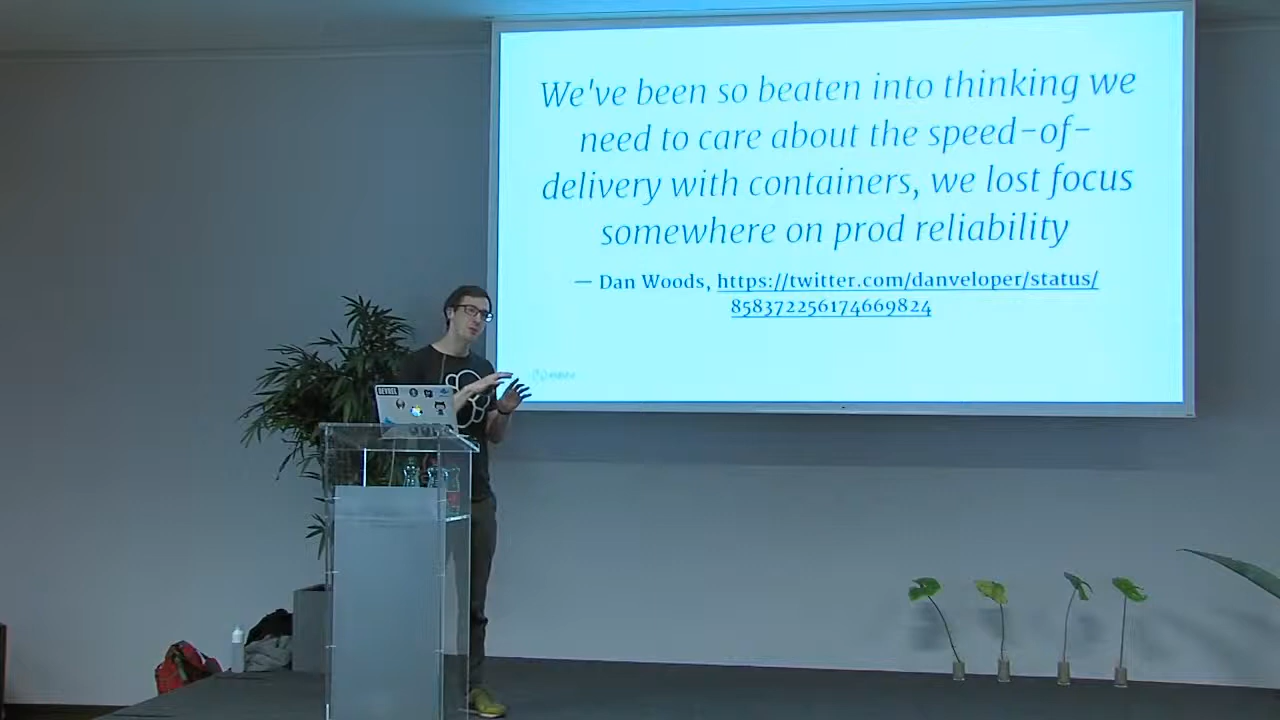 We've been so beaten into thinking we
need to care about the speed-of-
delivery with containers, we lost focus
somewhere on prod reliability
— Dan Woods, https://twitter.com/danveloper/status/
858372256174669824
DEVREL